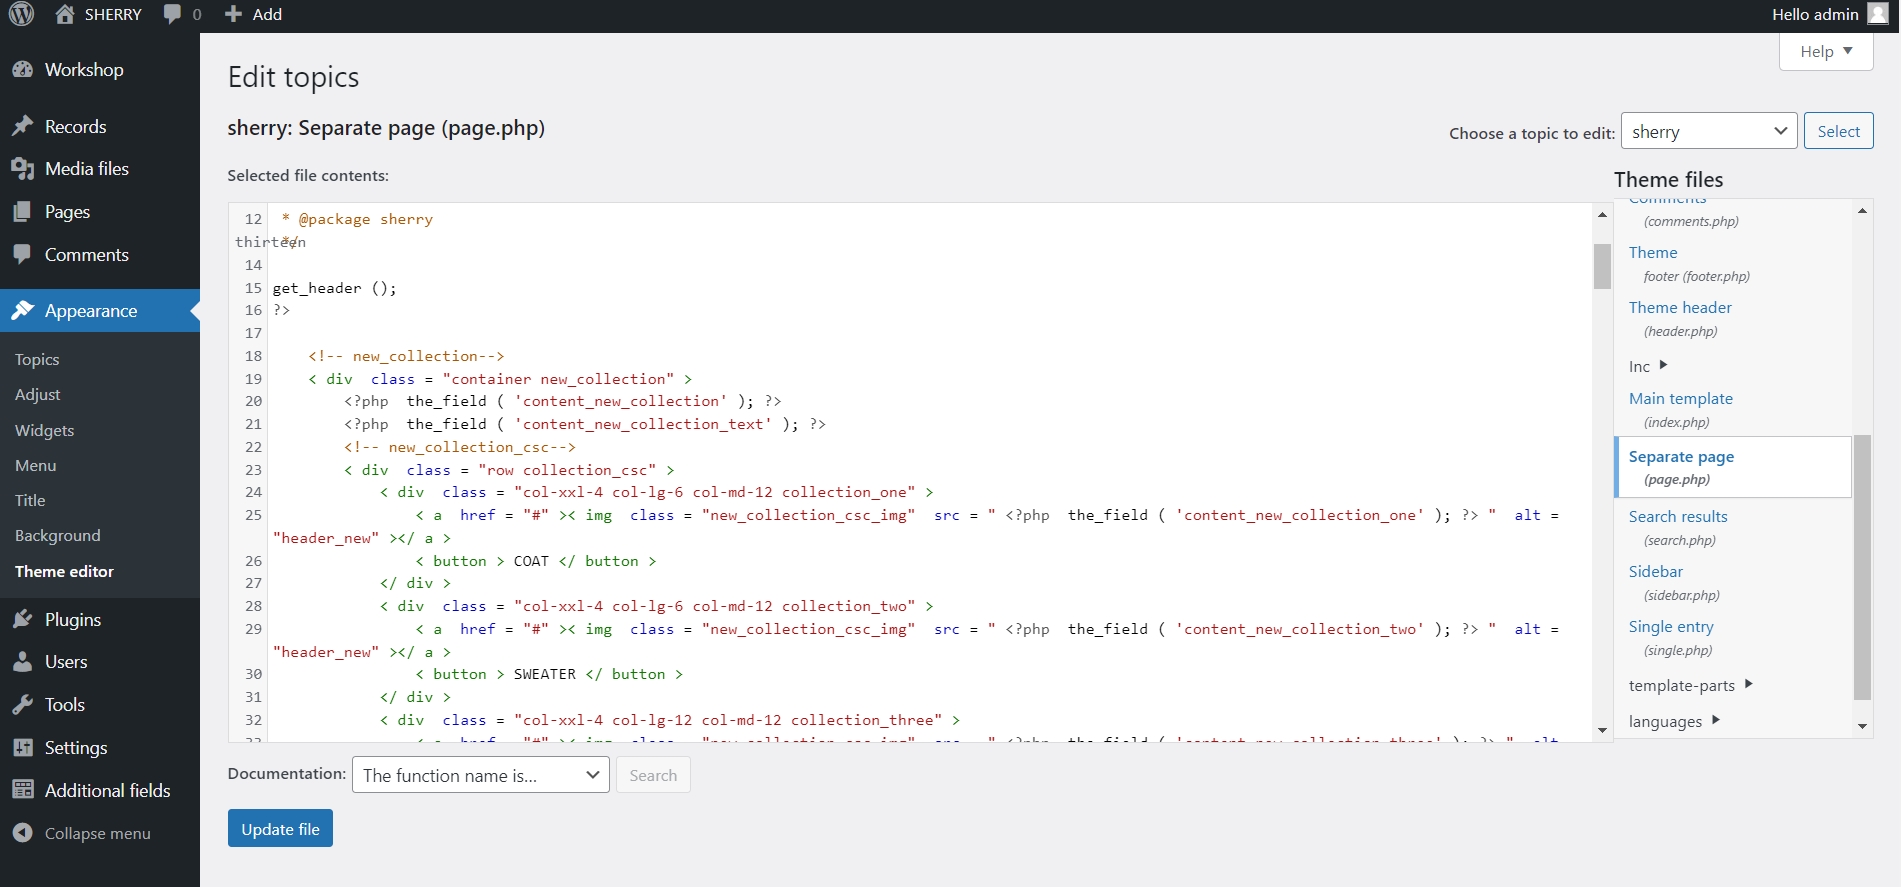 SHERRY 0 Add Hello admin
Help
Workshop
Records
Media files
Pages
Comments
Appearance
Topics
Adjust
Widgets
Menu
Title
Background
Theme editor
Plugins
Users
Tools
Settings
Additional fields
Collapse menu
Edit topics
sherry: Separate page (page.php)
Choose a topic to edit: sherry Select
Selected file contents:
12 * @package sherry
thirteen */
14
15 get_header ();
16 ?>
17
18 <!-- new_collection-->
19 < div class = "container new_collection" >
20 <?php the_field ( 'content_new_collection' ); ?>
21 <?php the_field ( 'content_new_collection_text' ); ?>
22 <!-- new_collection_csc-->
23 < div class = "row collection_csc" >
24 < div class = "col-xxl-4 col-lg-6 col-md-12 collection_one" >
25 < a href = "#" >< img class = "new_collection_csc_img" src = " <?php the_field ( 'content_new_collection_one' ); ?> " alt =
"header_new" ></ a >
26 < button > COAT </ button >
27 </ div >
28 < div class = "col-xxl-4 col-lg-6 col-md-12 collection_two" >
29 < a href = "#" >< img class = "new_collection_csc_img" src = " <?php the_field ( 'content_new_collection_two' ); ?> " alt =
"header_new" ></ a >
30 < button > SWEATER </ button >
31 </ div >
32 < div class = "col-xxl-4 col-lg-12 col-md-12 collection_three" >
33 < a href = "#" >< img class = "new_collection_csc_img" src = " <?php the_field ( 'content_new_collection_three' ); ?> " alt
Theme files
Comments
(comments.php)
Theme
footer (footer.php)
Theme header
(header.php)
Inc
Main template
(index.php)
Separate page
(page.php)
Search results
(search.php)
Sidebar
(sidebar.php)
Single entry
(single.php)
template-parts
languages
Documentation: The function name is... Search
Update file